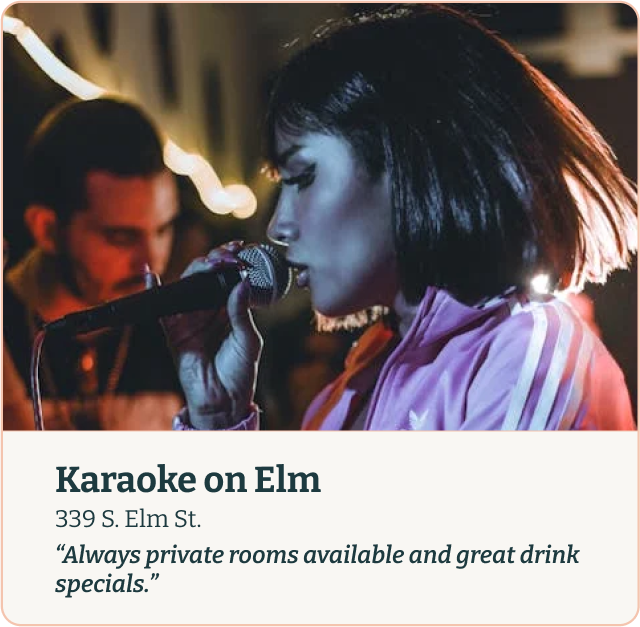 Karaoke on Elm
339 S. Elm St.
“Always private rooms available and great drink
specials.”